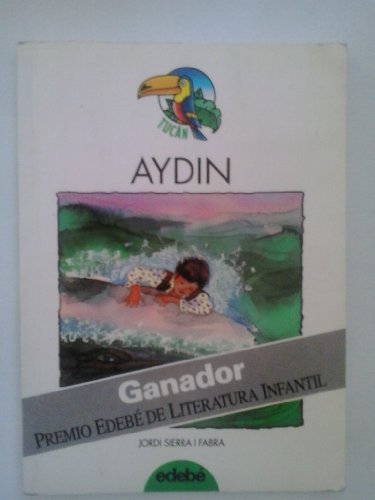 TUCÁN
AYDIN
Ganador
PREMIO EDEBÉ DE LITERATURA INFANTIL
JORDI SIERRA I FABRA
edebé